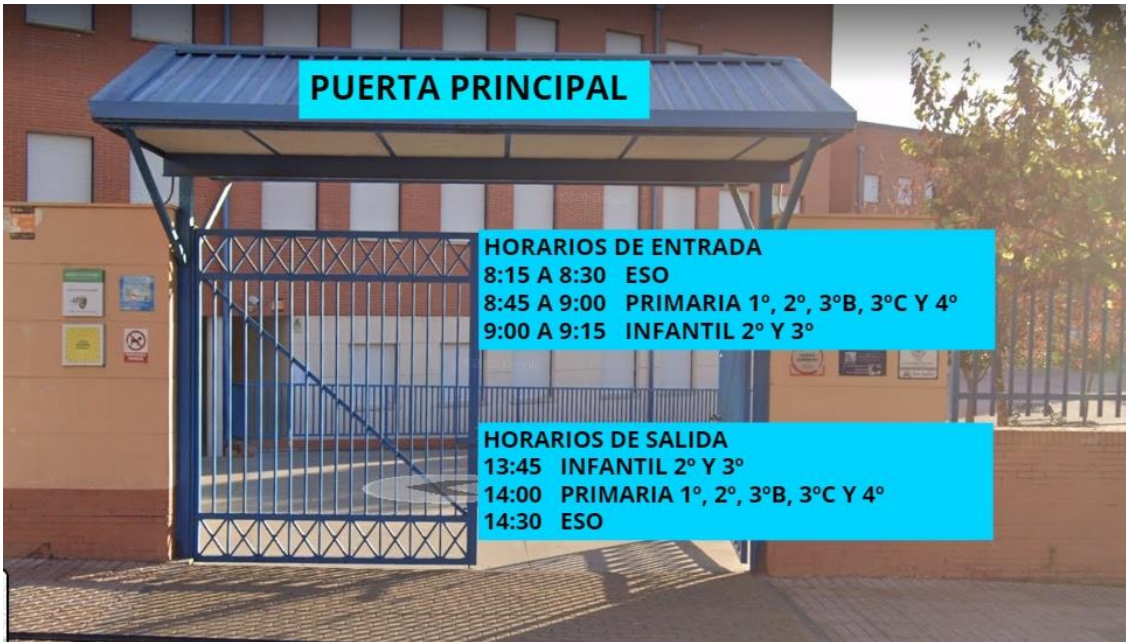 PUERTA PRINCIPAL
HORARIOS DE ENTRADA
8:15 A 8:30 ESO
8:45 A 9:00 PRIMARIA 1º, 2º, 3ºB, 3ºC Y 4º
9:00 A 9:15 INFANTIL 2º Y 3º
HORARIOS DE SALIDA
13:45 INFANTIL 2º Y 3º
14:00 PRIMARIA 1º, 2º, 3ºB, 3ºC Y 4º
14:30 ESO